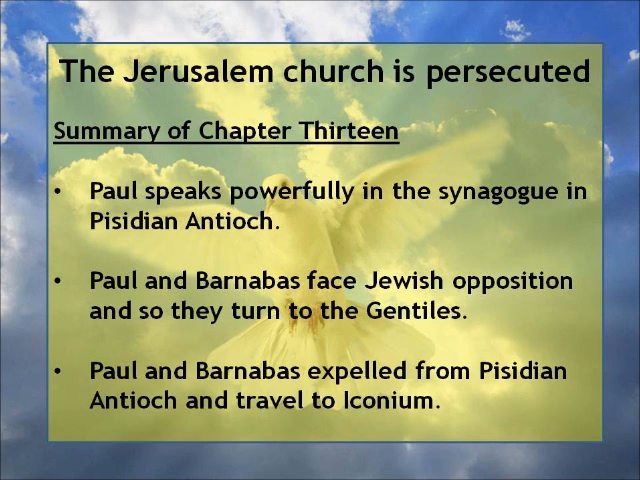 The Jerusalem church is persecuted
Summary of Chapter Thirteen
• Paul speaks powerfully in the synagogue in
Pisidian Antioch.
• Paul and Barnabas face Jewish opposition
and so they turn to the Gentiles.
• Paul and Barnabas expelled from Pisidian
Antioch and travel to Iconium.